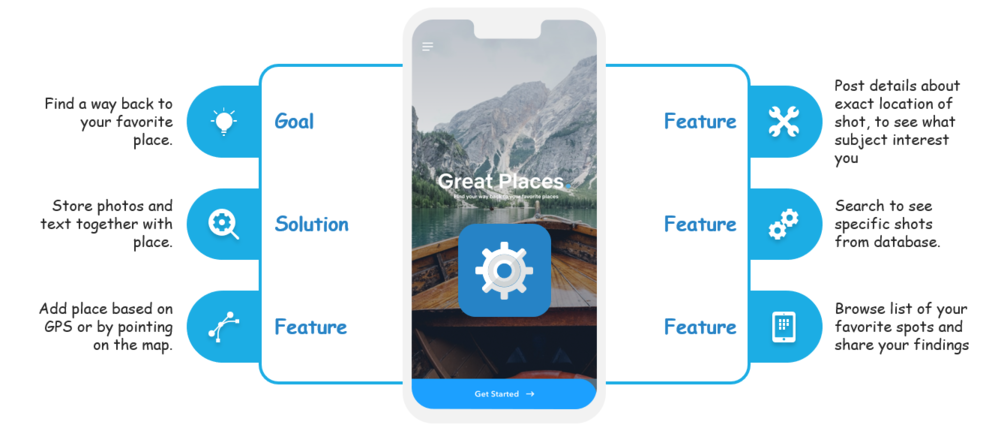 Find a way back to
your favorite
place.
Goal
Store photos and
text together with
place.
Solution
Add place based on
GPS or by pointing
on the map.
Feature
Great Places.
Find your way back to your favorite places
Get Started
Feature
Post details about
exact location of
shot, to see what
subject interest
you
Feature
Search to see
specific shots
from database.
Feature
Browse list of your
favorite spots and
share your findings